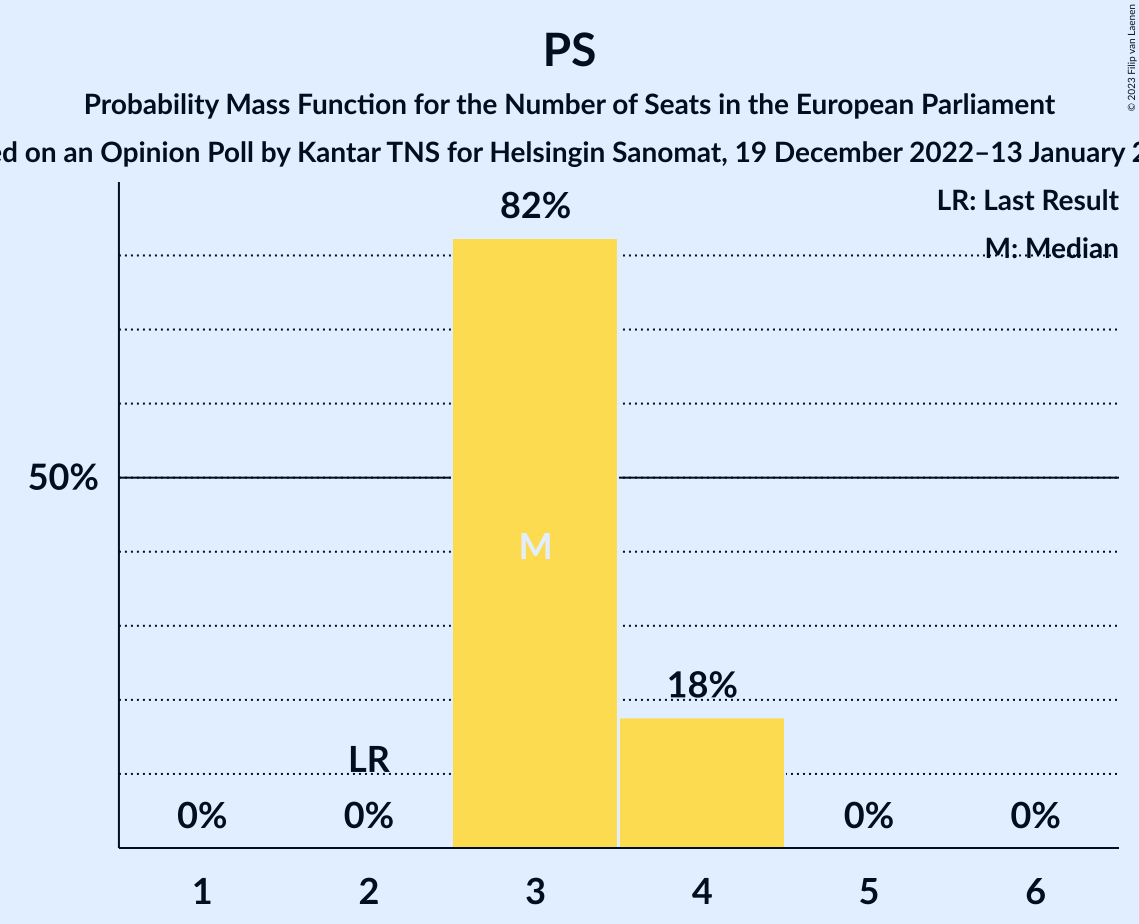 PS
Probability Mass Function for the Number of Seats in the European Parliament
on an Opinion Poll by Kantar TNS for Helsingin Sanomat, 19 December 2022–13 January
© 2023 Filip van Laenen
LR: Last Result
M: Median
82%
50%
M
18%
LR
0%
0%
0%
0%
1
2
3
4
5
6